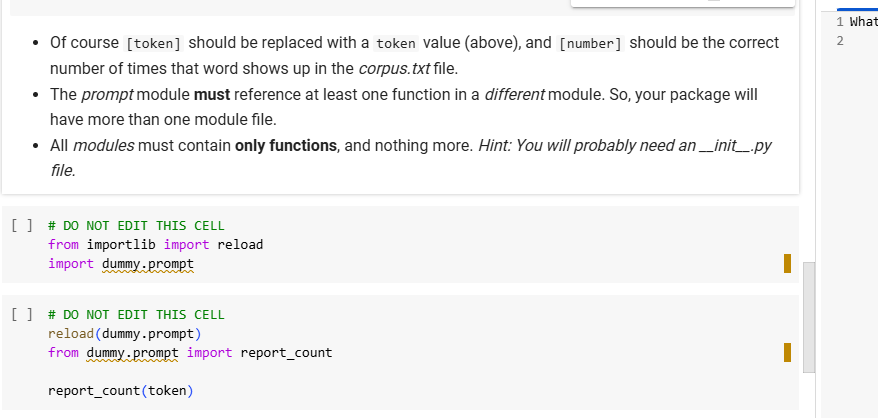 Of course [token] should be replaced with a token value (above), and [number] should be the correct
number of times that word shows up in the corpus.txt file.
The prompt module must reference at least one function in a different module. So, your package will
have more than one module file.
All modules must contain only functions, and nothing more. Hint: You will probably need an __init__.py
file.
[ ] # DO NOT EDIT THIS CELL
from importlib import reload
import dummy.prompt
[ ] # DO NOT EDIT THIS CELL
reload(dummy.prompt)
from dummy.prompt import report_count
report_count(token)
1 What
2